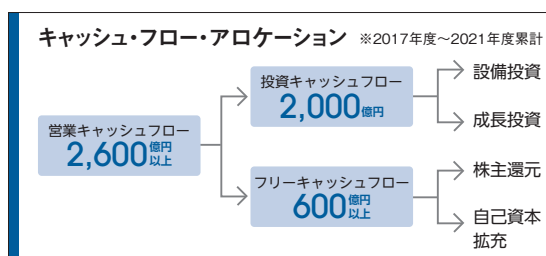 キャッシュ・フロー・アロケーション ※2017年度～2021年度累計
営業キャッシュフロー
2,600億円以上
投資キャッシュフロー
2,000億円
設備投資
成長投資
フリーキャッシュフロー
600億円以上
株主還元
自己資本
拡充